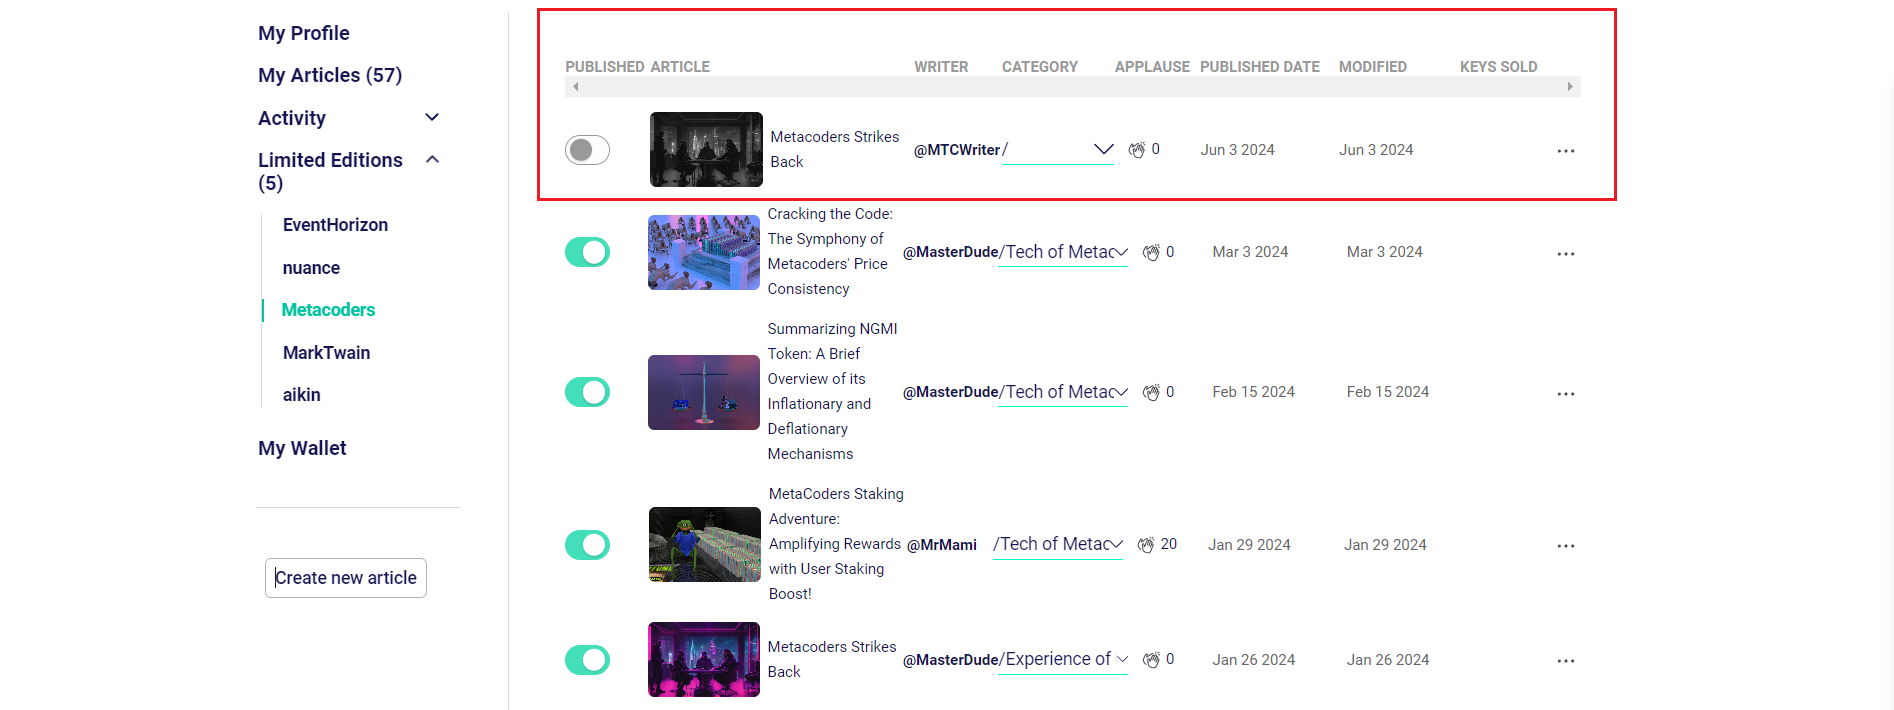 My Profile
My Articles (57)
Activity
Limited Editions
(5)
EventHorizon
nuance
Metacoders
MarkTwain
aikin
My Wallet
Create new article
PUBLISHED ARTICLE WRITER CATEGORY APPLAUSE PUBLISHED DATE MODIFIED KEYS SOLD
Metacoders Strikes
Back
@MTCWriter / 0 Jun 3 2024 Jun 3 2024
Cracking the Code:
The Symphony of
Metacoders' Price
Consistency
@MasterDude /Tech of Metac 0 Mar 3 2024 Mar 3 2024
Summarizing NGMI
Token: A Brief
Overview of its
Inflationary and
Deflationary
Mechanisms
@MasterDude /Tech of Metac 0 Feb 15 2024 Feb 15 2024
MetaCoders Staking
Adventure:
Amplifying Rewards
with User Staking
Boost!
@MrMami /Tech of Metac 20 Jan 29 2024 Jan 29 2024
Metacoders Strikes
Back
@MasterDude /Experience of 0 Jan 26 2024 Jan 26 2024